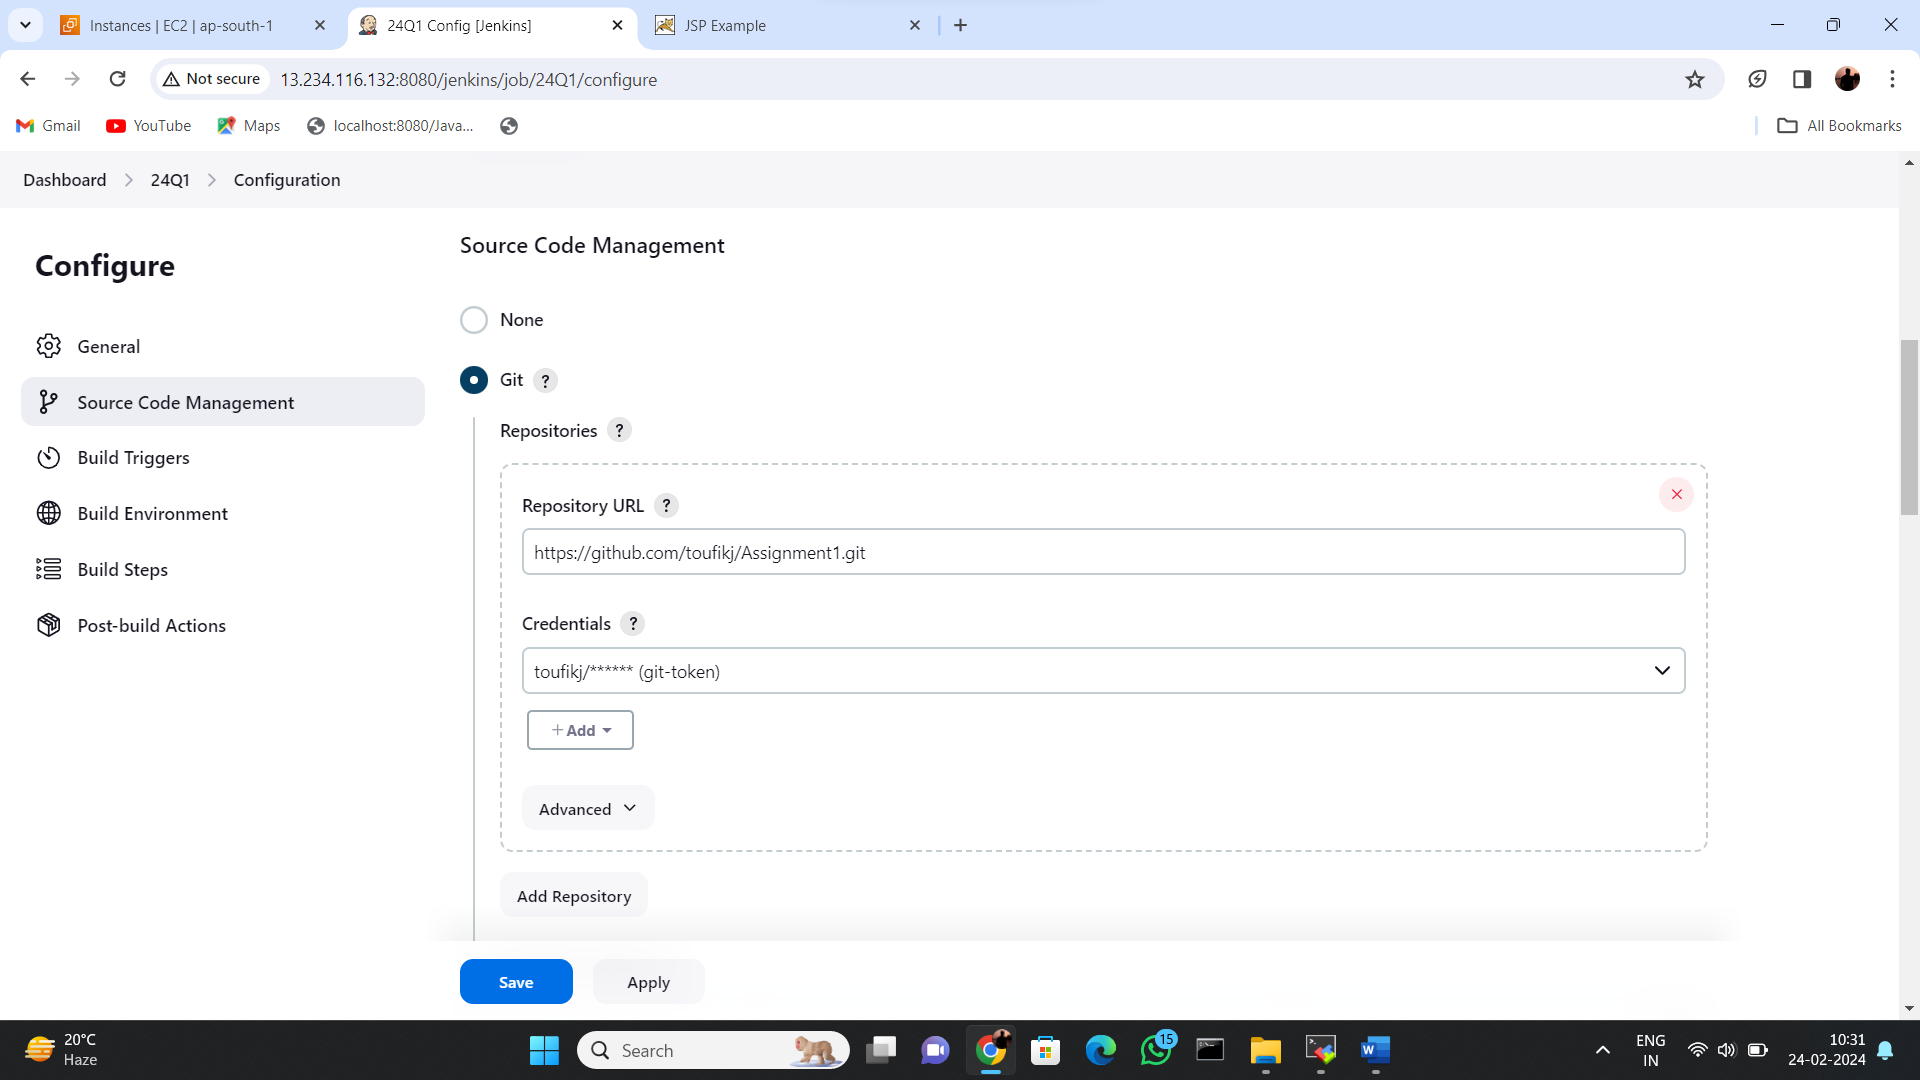 Instances | EC2 | ap-south-1
24Q1 Config [Jenkins]
JSP Example
Not secure
13.234.116.132:8080/jenkins/job/24Q1/configure
Gmail
YouTube
Maps
localhost:8080/Java...
All Bookmarks
Dashboard
24Q1
Configuration
Configure
General
Source Code Management
Build Triggers
Build Environment
Build Steps
Post-build Actions
Source Code Management
None
Git ?
Repositories ?
Repository URL ?
https://github.com/toufikj/Assignment1.git
Credentials ?
toufikj/****** (git-token)
+ Add
Advanced
Add Repository
Save
Apply
20°C
Haze
Search
15
ENG
IN
10:31
24-02-2024